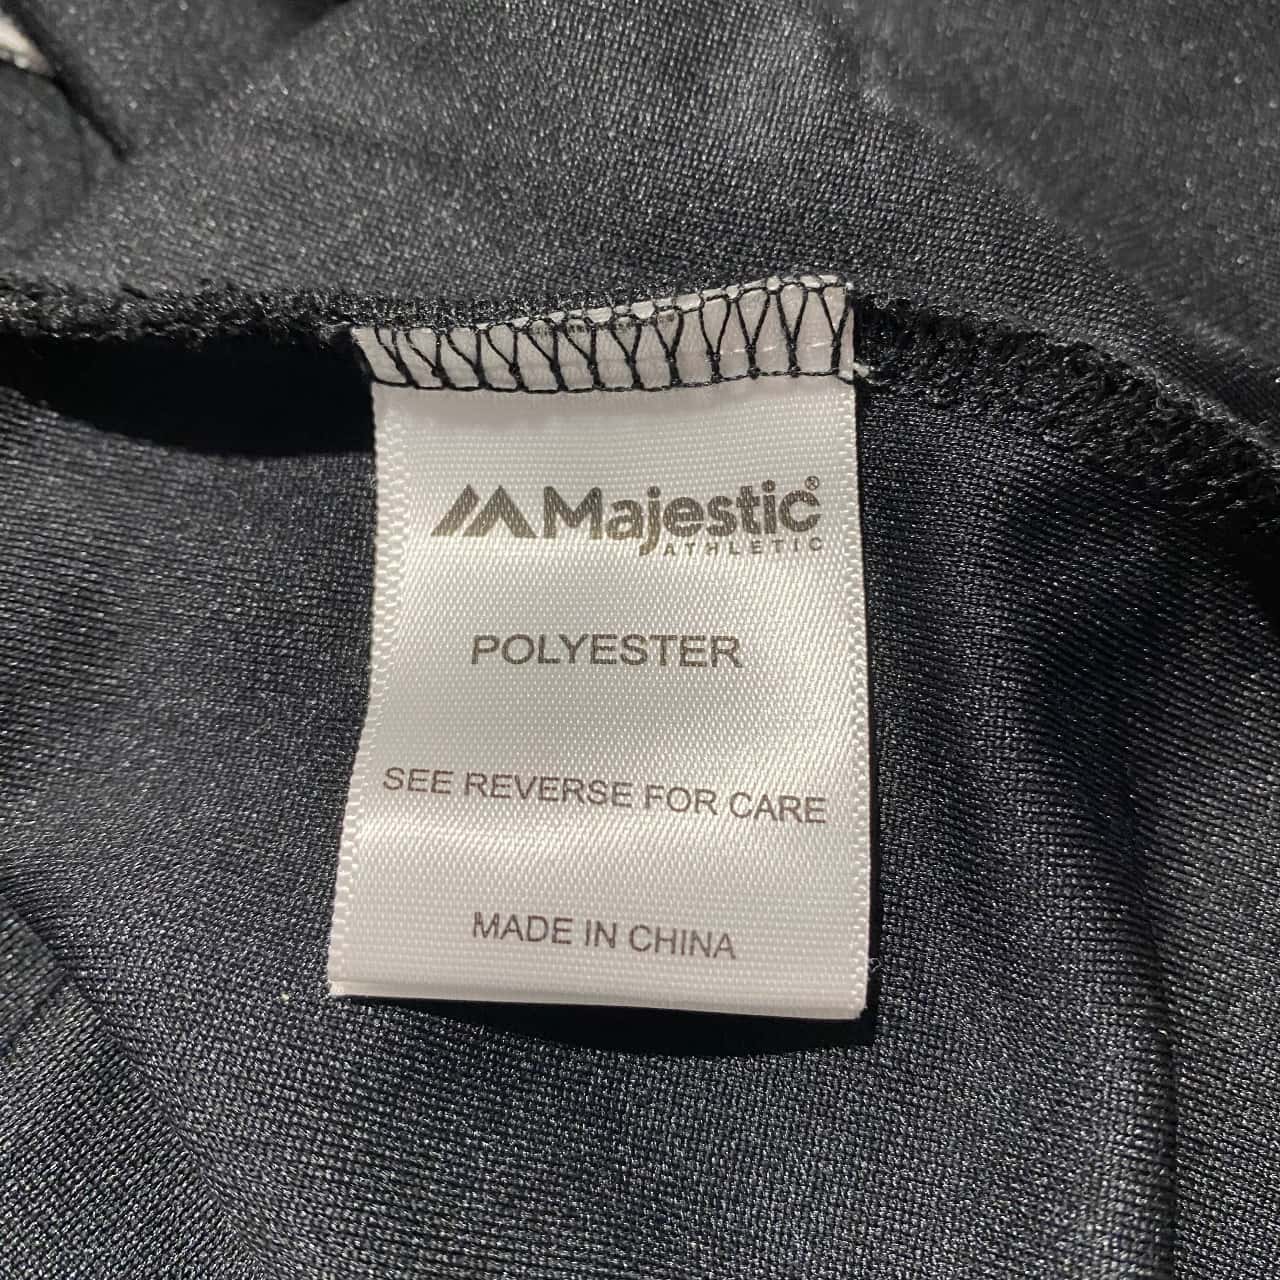 Majestic®
ATHLETIC
POLYESTER
SEE REVERSE FOR CARE
MADE IN CHINA